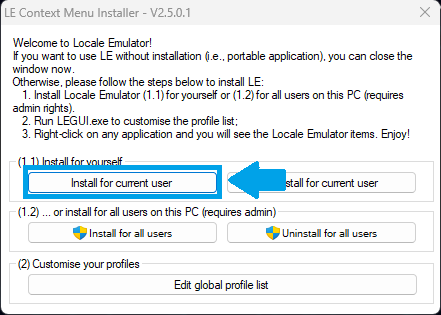 LE Context Menu Installer - V2.5.0.1
Welcome to Locale Emulator!
If you want to use LE without installation (i.e., portable application), you can close the
window now.
Otherwise, please follow the steps below to install LE:
1. Install Locale Emulator (1.1) for yourself or (1.2) for all users on this PC (requires
admin rights).
2. Run LEGUI.exe to customise the profile list;
3. Right-click on any application and you will see the Locale Emulator items. Enjoy!
(1.1) Install for yourself
Install for current user
for current user
(1.2) ... or install for all users on this PC (requires admin)
Install for all users
Uninstall for all users
(2) Customise your profiles
Edit global profile list